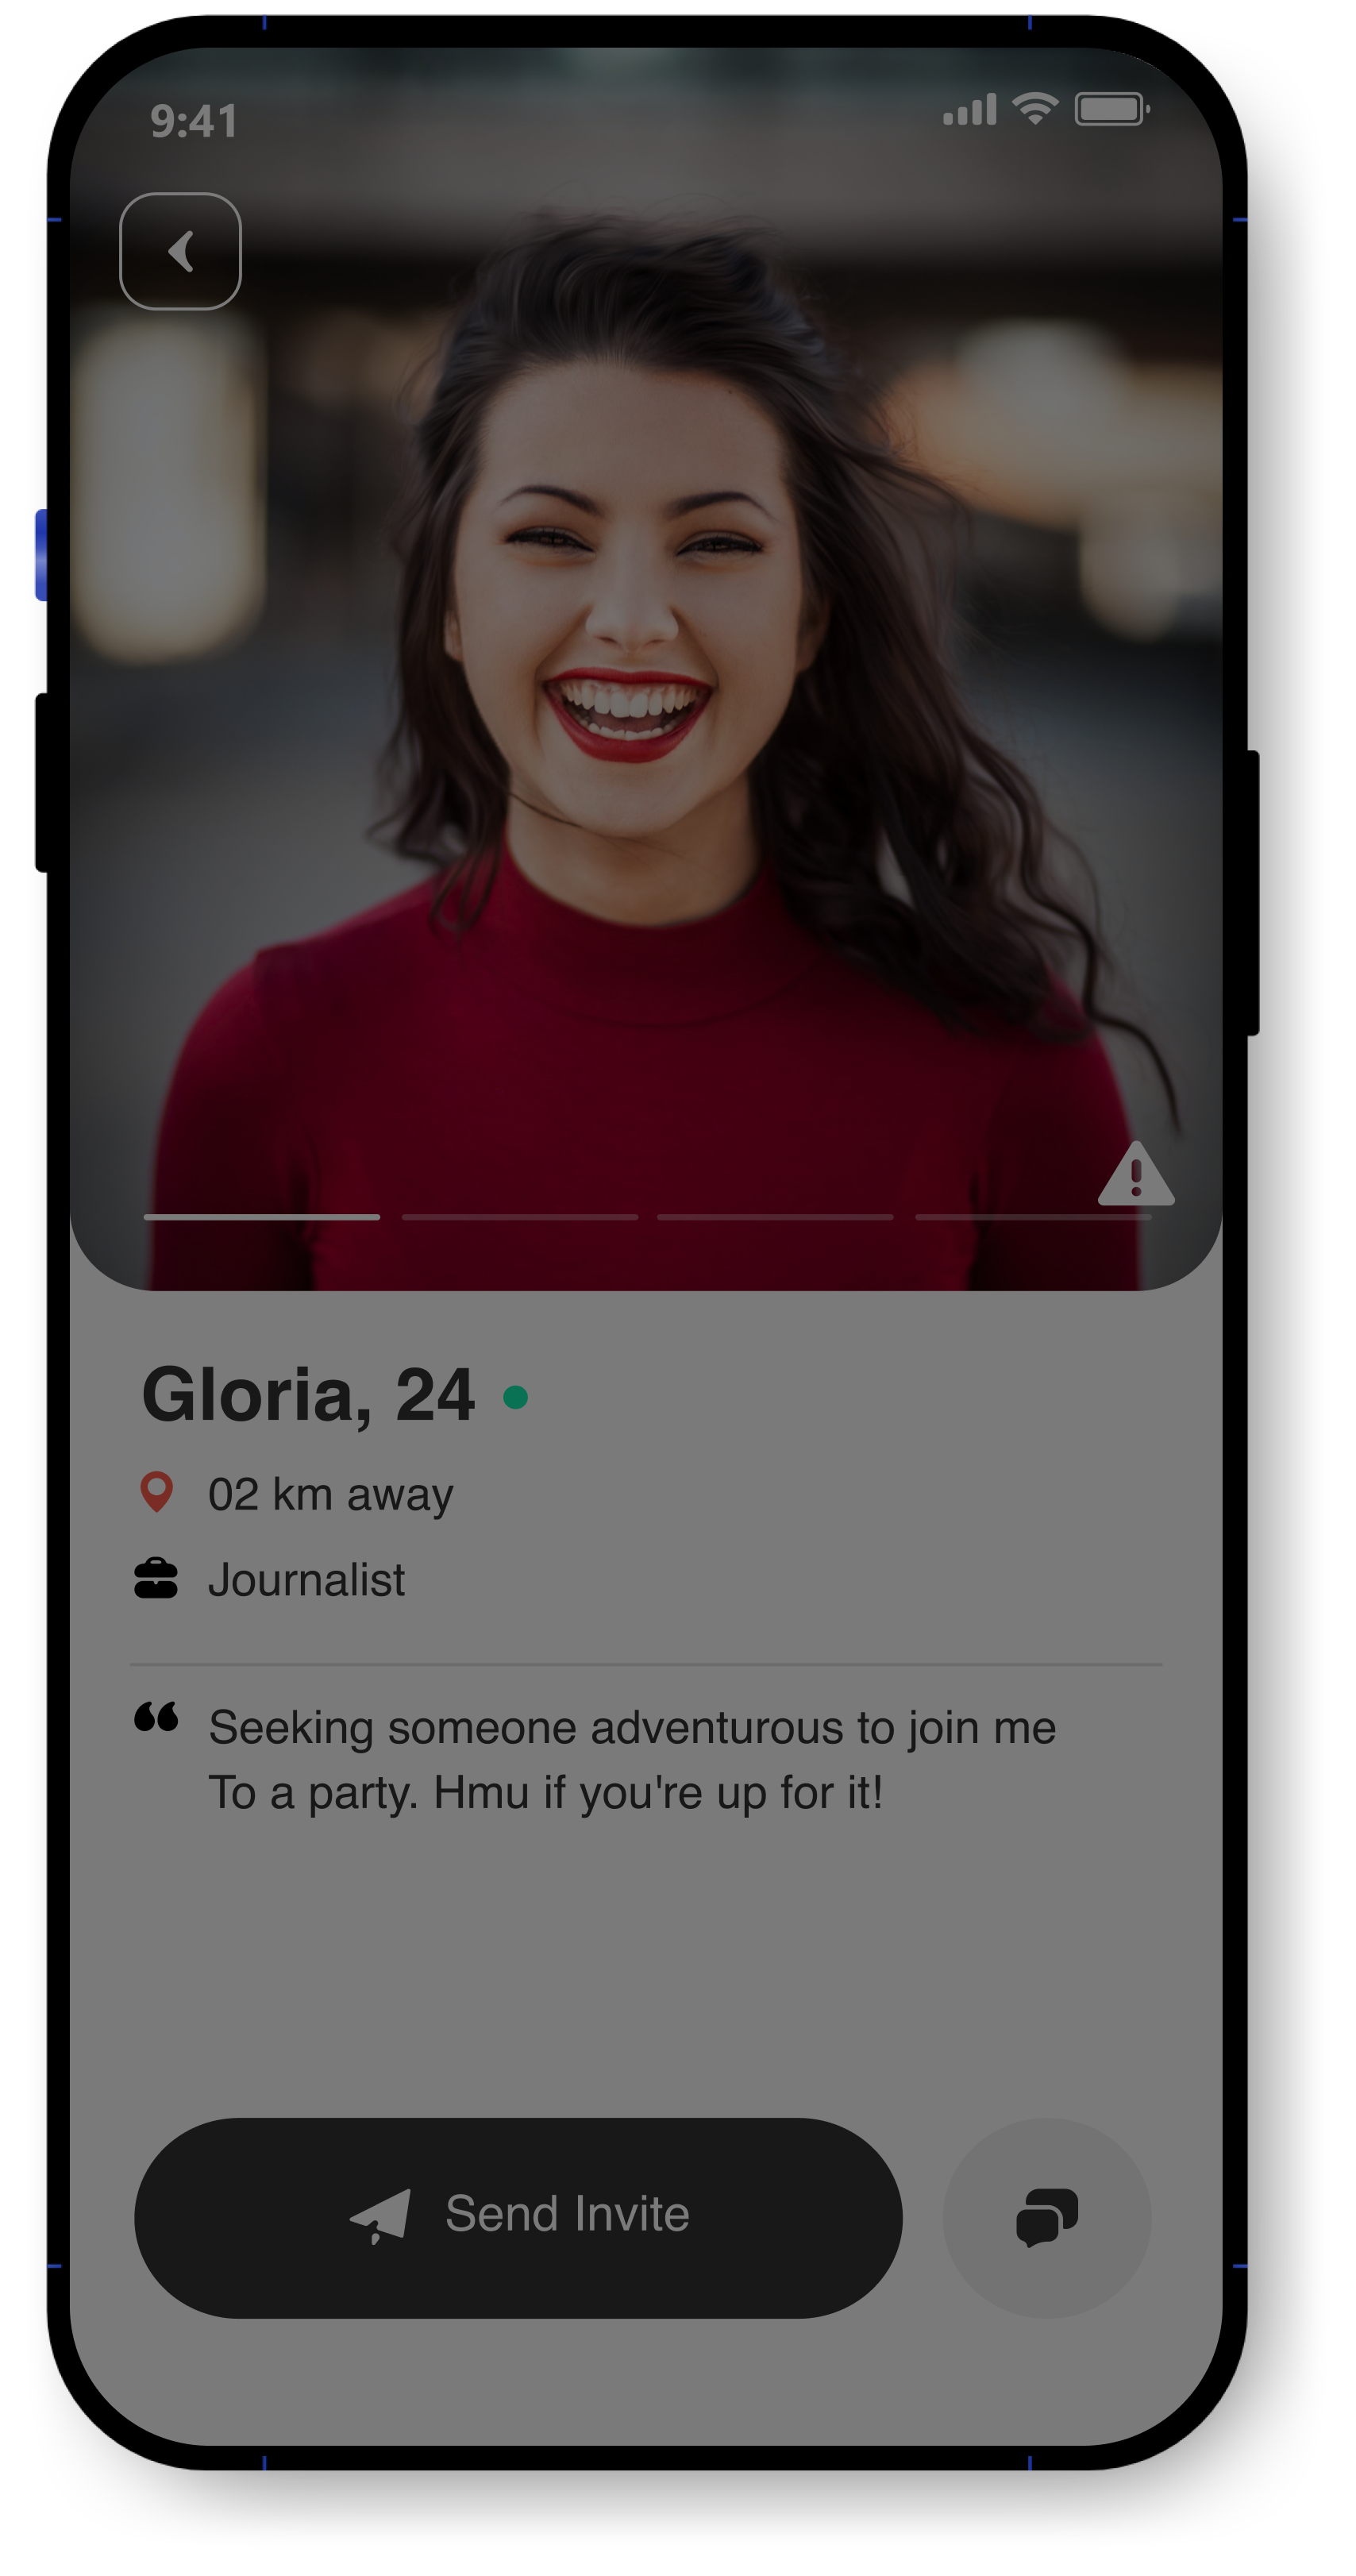 9:41
Gloria, 24
02 km away
Journalist
Seeking someone adventurous to join me
To a party. Hmu if you're up for it!
Send Invite